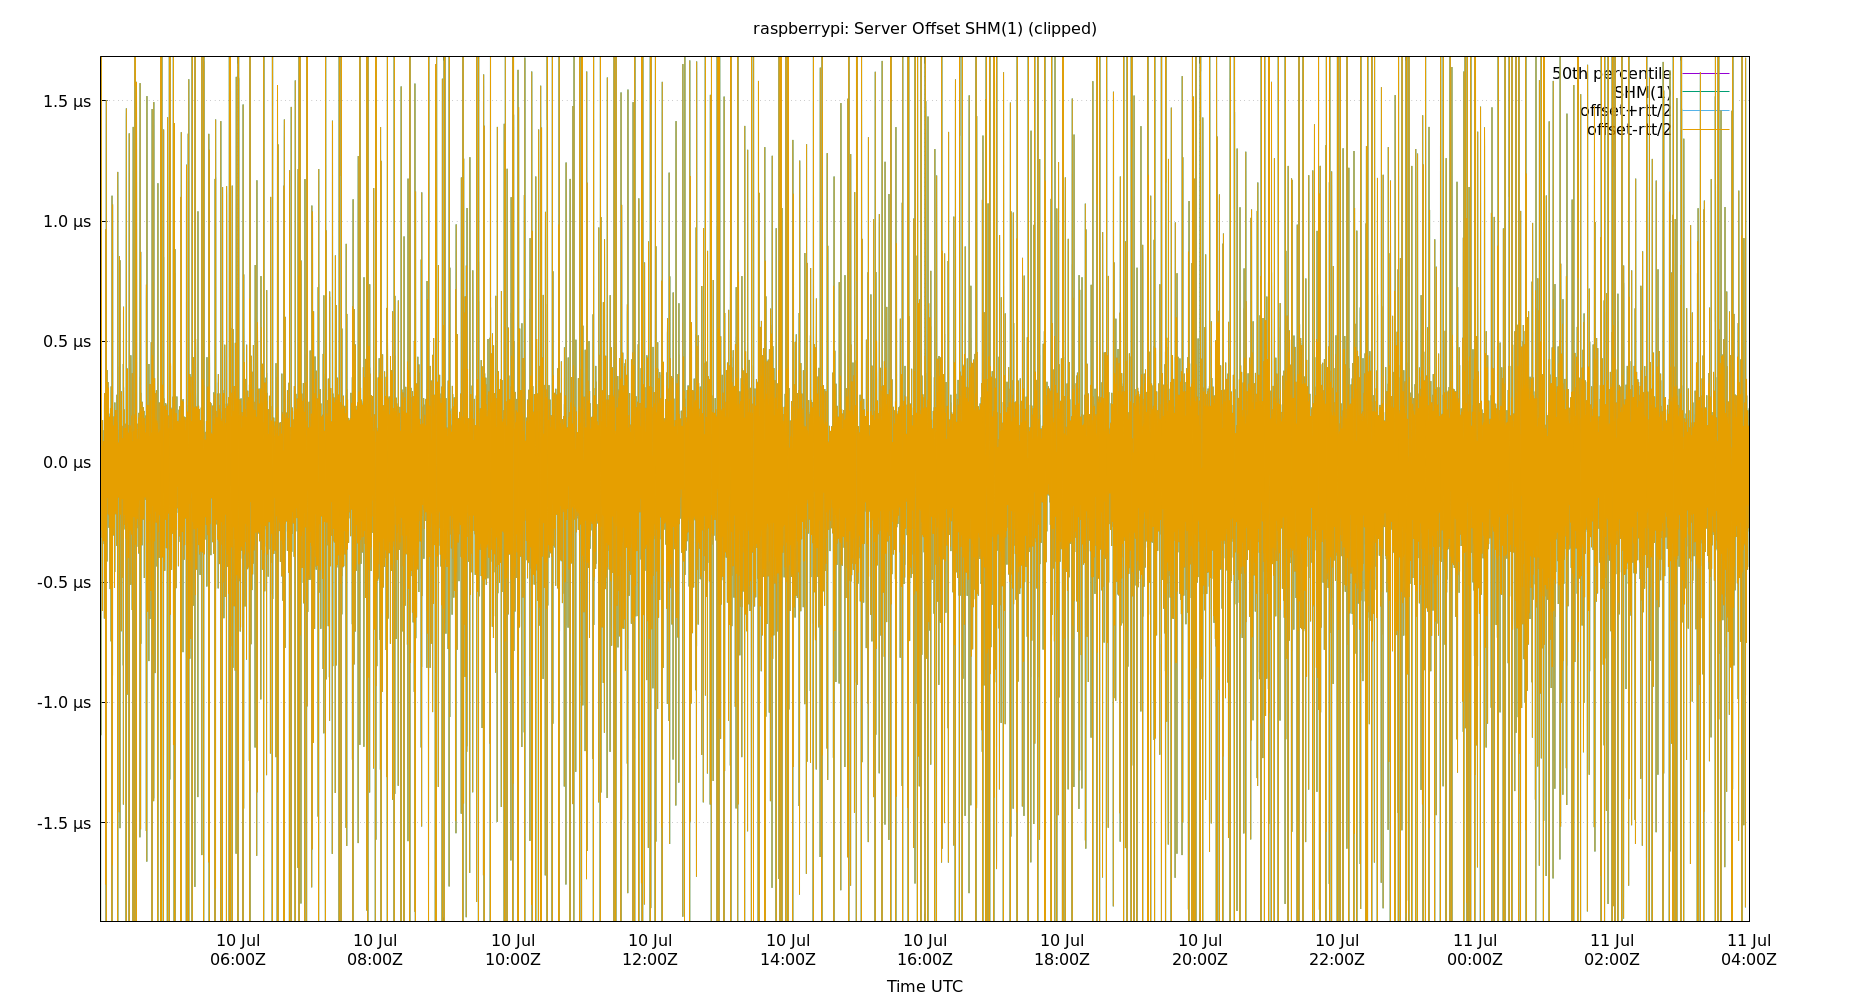 raspberrypi: Server Offset SHM(1) (clipped)
50th percentile
SHM(1)
offset+rtt/2
offset-rtt/2
1.5 µs
1.0 µs
0.5 µs
0.0 µs
-0.5 µs
-1.0 µs
-1.5 µs
10 Jul 10 Jul 10 Jul 10 Jul 10 Jul 10 Jul 10 Jul 10 Jul 10 Jul 11 Jul 11 Jul 11 Jul
06:00Z 08:00Z 10:00Z 12:00Z 14:00Z 16:00Z 18:00Z 20:00Z 22:00Z 00:00Z 02:00Z 04:00Z
Time UTC